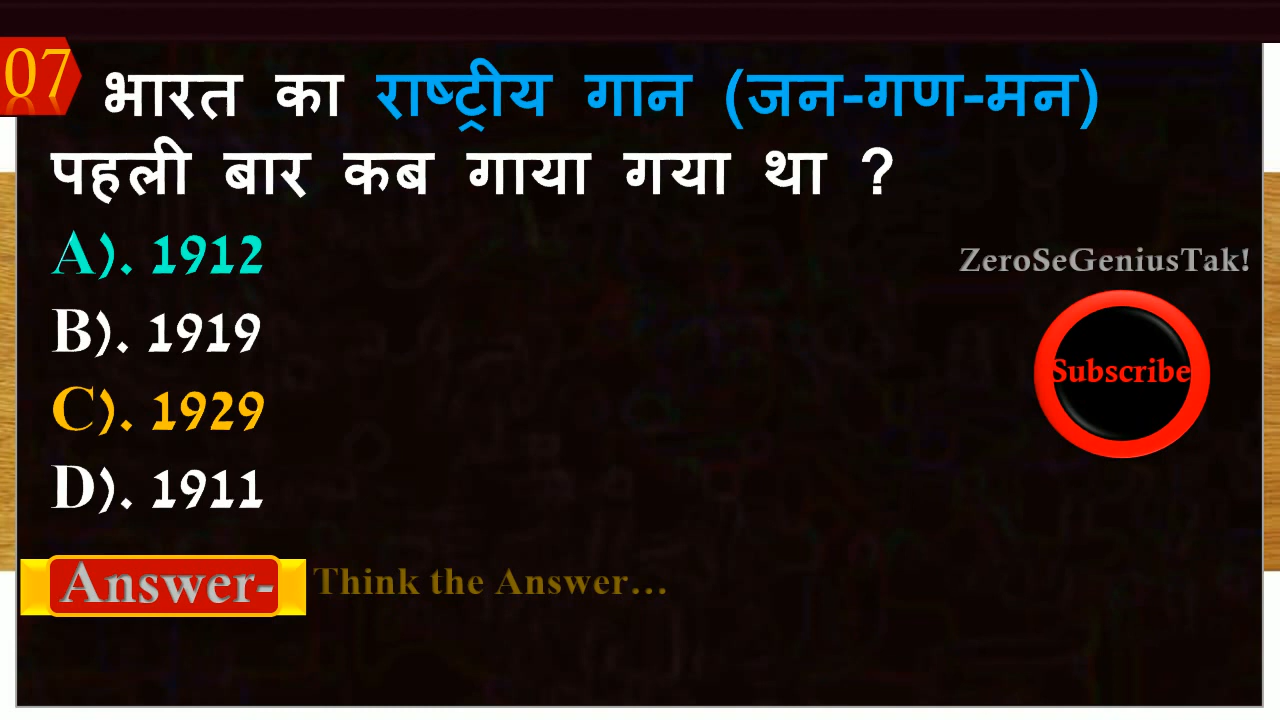 07
भारत का राष्ट्रीय गान (जन-गण-मन)
पहली बार कब गाया गया था ?
A). 1912
B). 1919
C). 1929
D). 1911
ZeroSeGeniusTak!
Subscribe
Answer- Think the Answer...